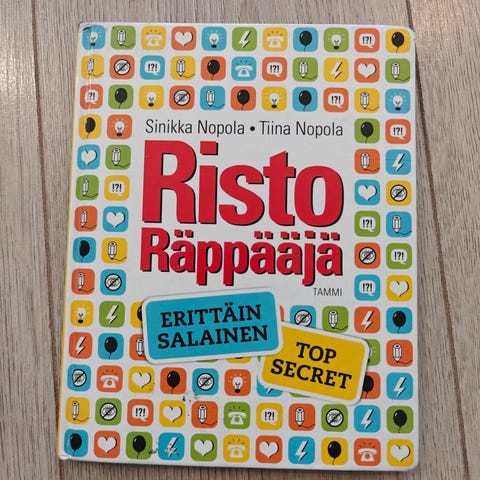 Sinikka Nopola • Tiina Nopola
Risto
Räppääjä
TAMMI
ERITTÄIN
SALAINEN
TOP
SECRET